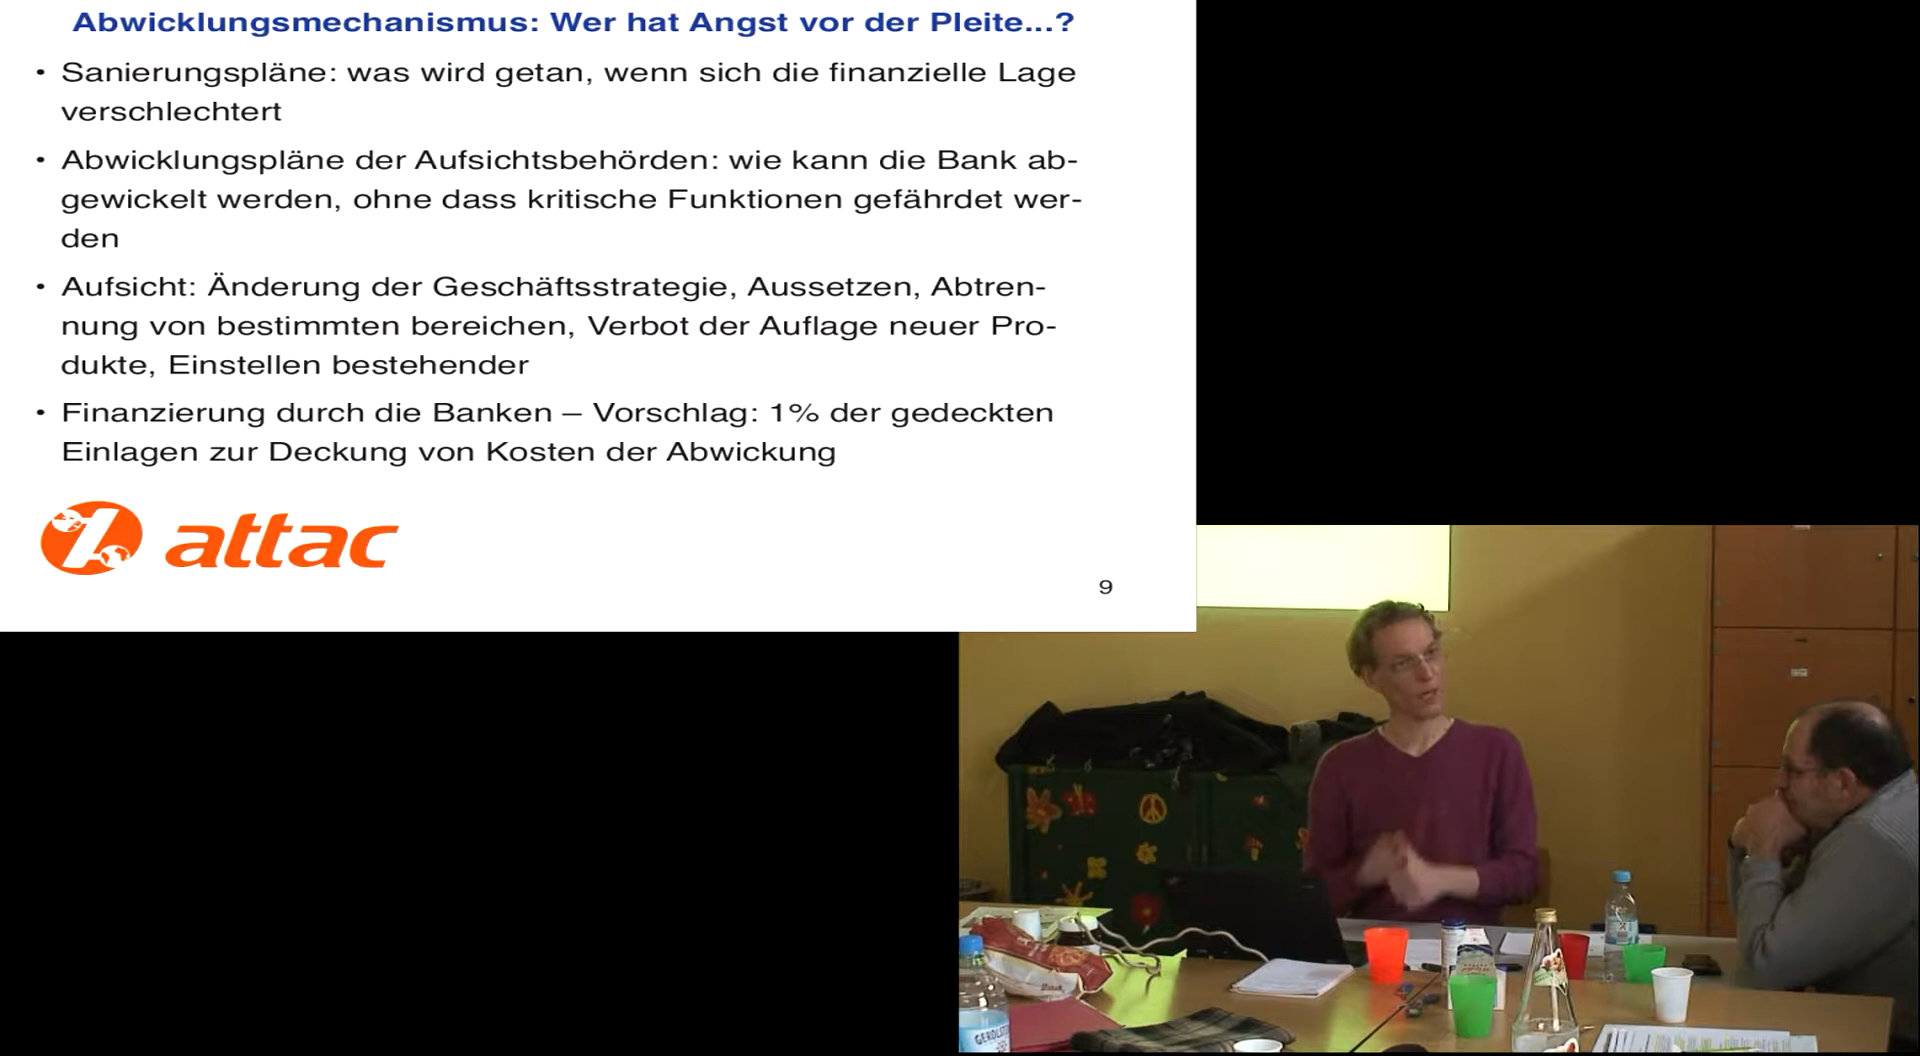 Abwicklungsmechanismus: Wer hat Angst vor der Pleite...?
• Sanierungspläne: was wird getan, wenn sich die finanzielle Lage
verschlechtert
• Abwicklungspläne der Aufsichtsbehörden: wie kann die Bank ab-
gewickelt werden, ohne dass kritische Funktionen gefährdet wer-
den
• Aufsicht: Änderung der Geschäftsstrategie, Aussetzen, Abtren-
nung von bestimmten bereichen, Verbot der Auflage neuer Pro-
dukte, Einstellen bestehender
• Finanzierung durch die Banken – Vorschlag: 1% der gedeckten
Einlagen zur Deckung von Kosten der Abwickung
attac
9